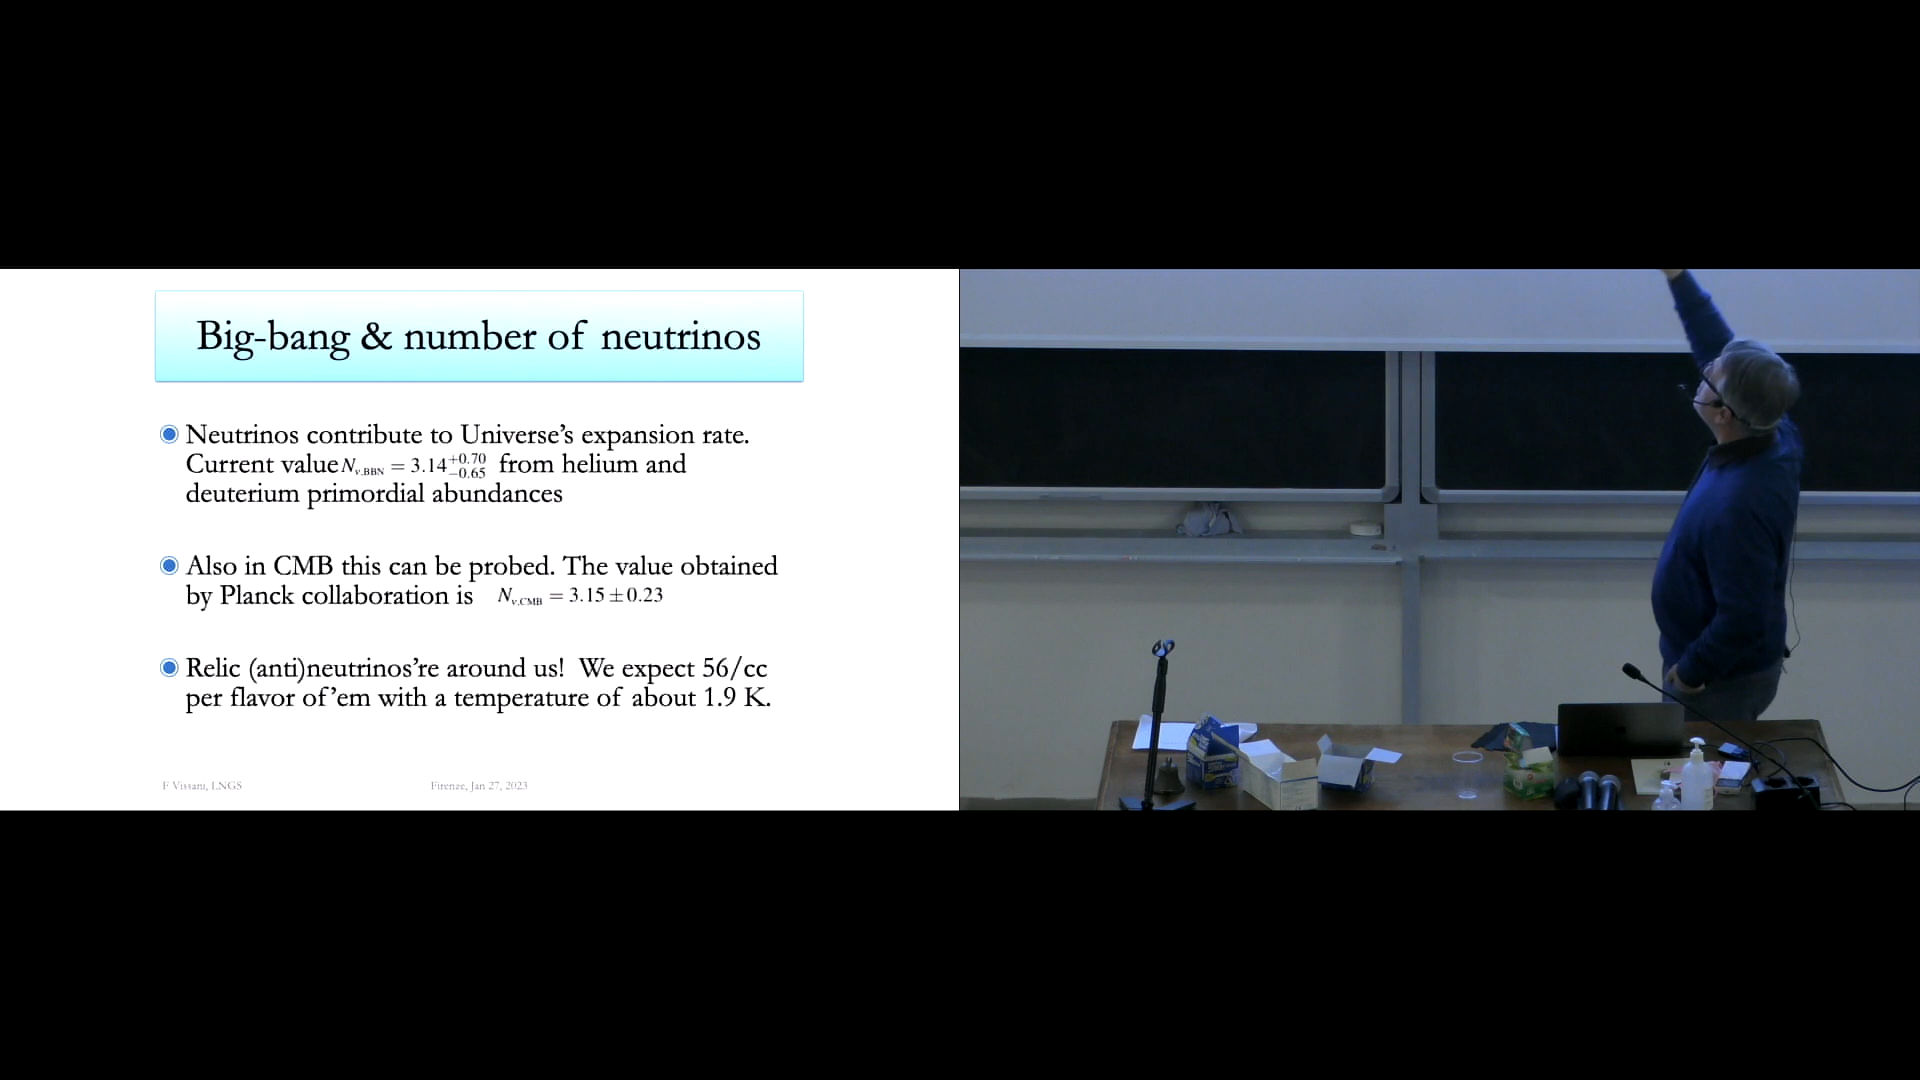 Big-bang & number of neutrinos
Neutrinos contribute to Universe's expansion rate.
Current value N_{ν,BBN} = 3.14^{+0.70}_{−0.65} from helium and
deuterium primordial abundances
Also in CMB this can be probed. The value obtained
by Planck collaboration is N_{ν,CMB} = 3.15 ± 0.23
Relic (anti)neutrinos're around us! We expect 56/cc
per flavor of 'em with a temperature of about 1.9 K.
F Vissani, LNGS
Firenze, Jan 27, 2023